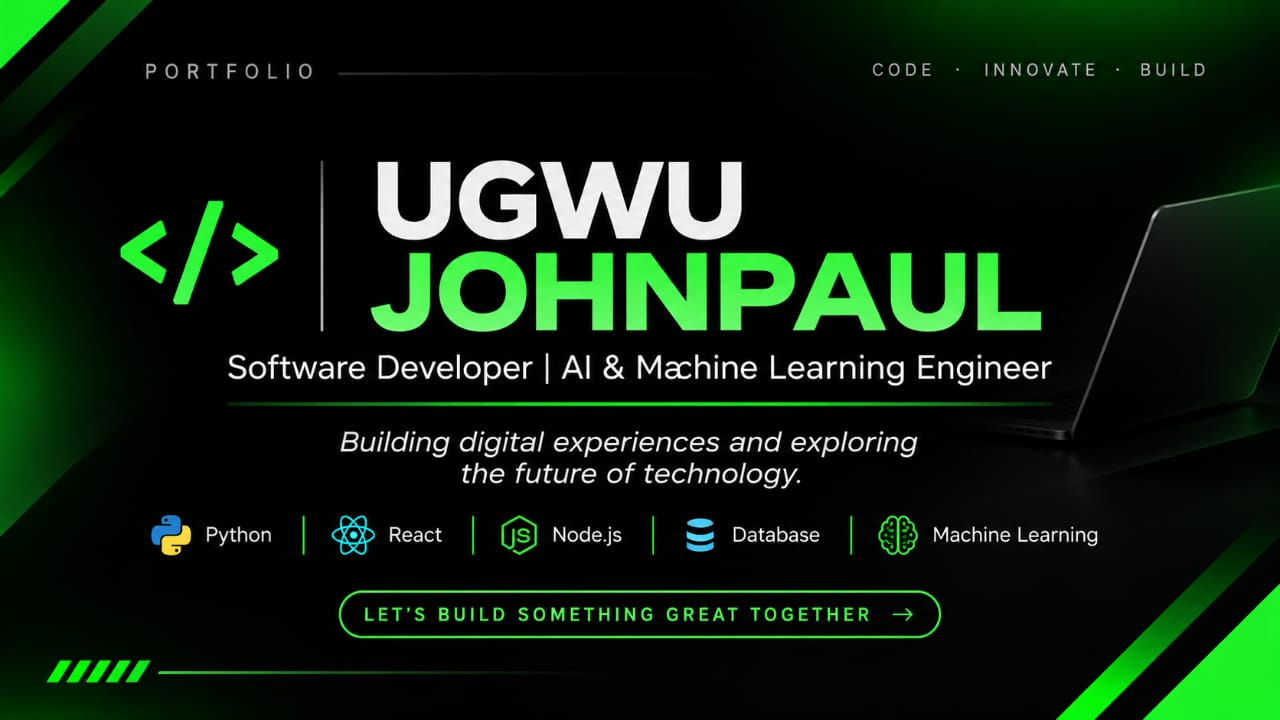 PORTFOLIO
CODE · INNOVATE · BUILD
</>
UGWU
JOHNPAUL
Software Developer | AI & Machine Learning Engineer
Building digital experiences and exploring
the future of technology.
Python | React | Node.js | Database | Machine Learning
LET'S BUILD SOMETHING GREAT TOGETHER →